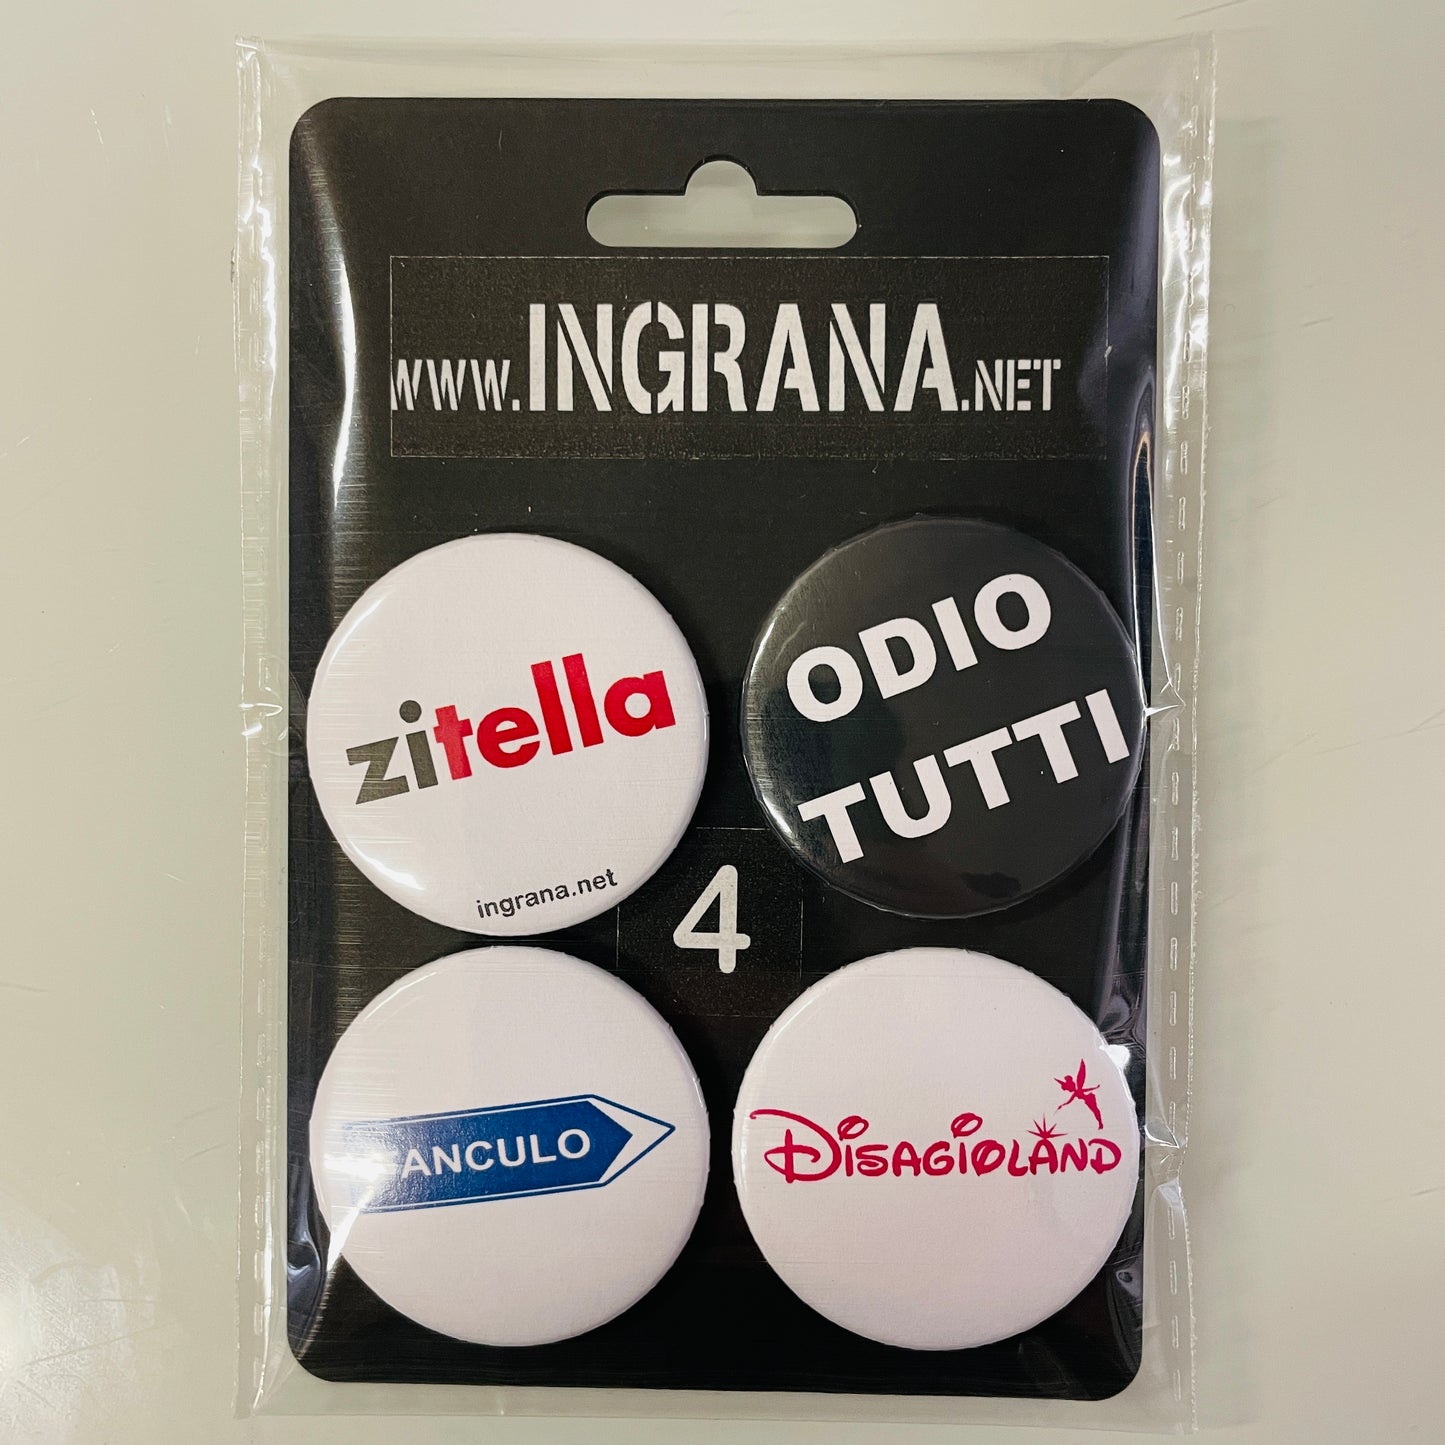 www.INGRANA.NET
zitella
ingrana.net
ODIO
TUTTI
4
ANCULO
DISAGIOLAND